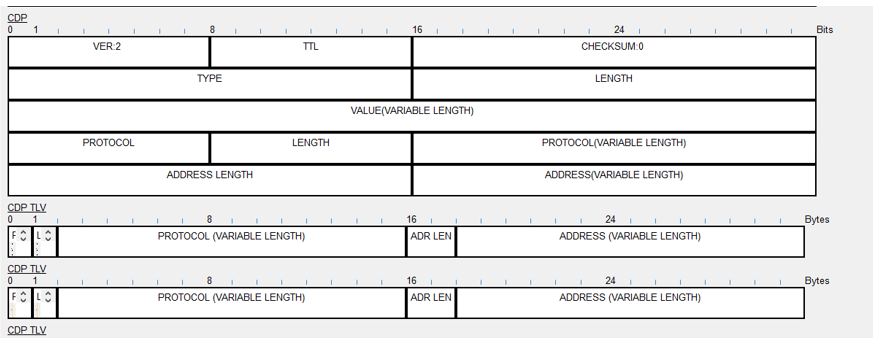 CDP
0 1 8 16 24 Bits
VER:2 TTL CHECKSUM:0
TYPE LENGTH
VALUE(VARIABLE LENGTH)
PROTOCOL LENGTH PROTOCOL(VARIABLE LENGTH)
ADDRESS LENGTH ADDRESS(VARIABLE LENGTH)
CDP TLV
0 1 8 16 24 Bytes
PROTOCOL (VARIABLE LENGTH) ADR LEN ADDRESS (VARIABLE LENGTH)
CDP TLV
0 1 8 16 24 Bytes
PROTOCOL (VARIABLE LENGTH) ADR LEN ADDRESS (VARIABLE LENGTH)
CDP TLV